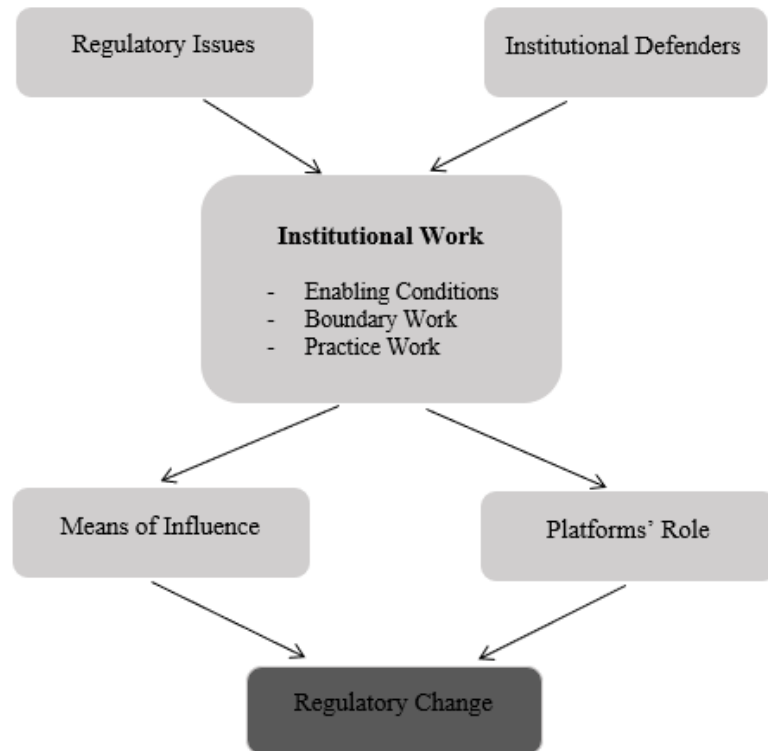 Regulatory Issues
Institutional Defenders
Institutional Work
- Enabling Conditions
- Boundary Work
- Practice Work
Means of Influence
Platforms’ Role
Regulatory Change